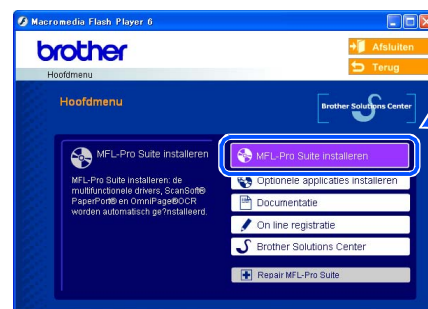 Macromedia Flash Player 6
brother
Afsluiten
Terug
Hoofdmenu
Hoofdmenu
Brother Solutions Center
MFL-Pro Suite installeren
MFL-Pro Suite installeren: de
multifunctionele drivers, ScanSoft®
PaperPort® en OmniPage®OCR
worden automatisch ge?nstalleerd.
MFL-Pro Suite installeren
Optionele applicaties installeren
Documentatie
On line registratie
Brother Solutions Center
Repair MFL-Pro Suite